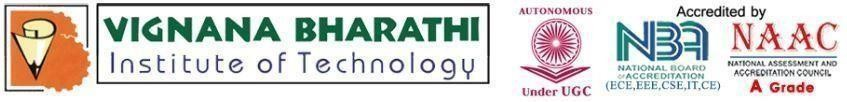 VIGNANA BHARATHI
Institute of Technology
AUTONOMOUS
Under UGC
NBA
NATIONAL BOARD
of ACCREDITATION
(ECE,EEE,CSE,IT,CE)
Accredited by
NAAC
NATIONAL ASSESSMENT AND
ACCREDITATION COUNCIL
A Grade